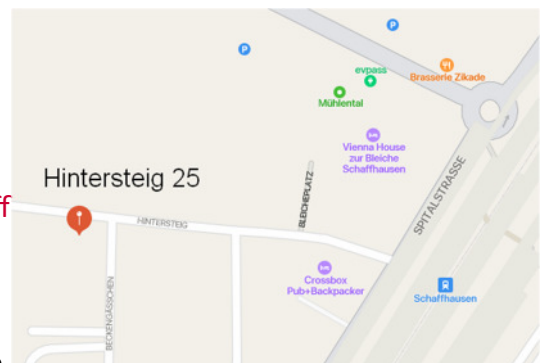 P
P
evpass
Brasserie Zikade
Mühlental
Vienna House
zur Bleiche
Schaffhausen
Hintersteig 25
ff
BLEICHEPLATZ
SPITALSTRASSE
HINTERSTEIG
Crossbox
Pub+Backpacker
Schaffhausen
BECKENGÄSSCHEN